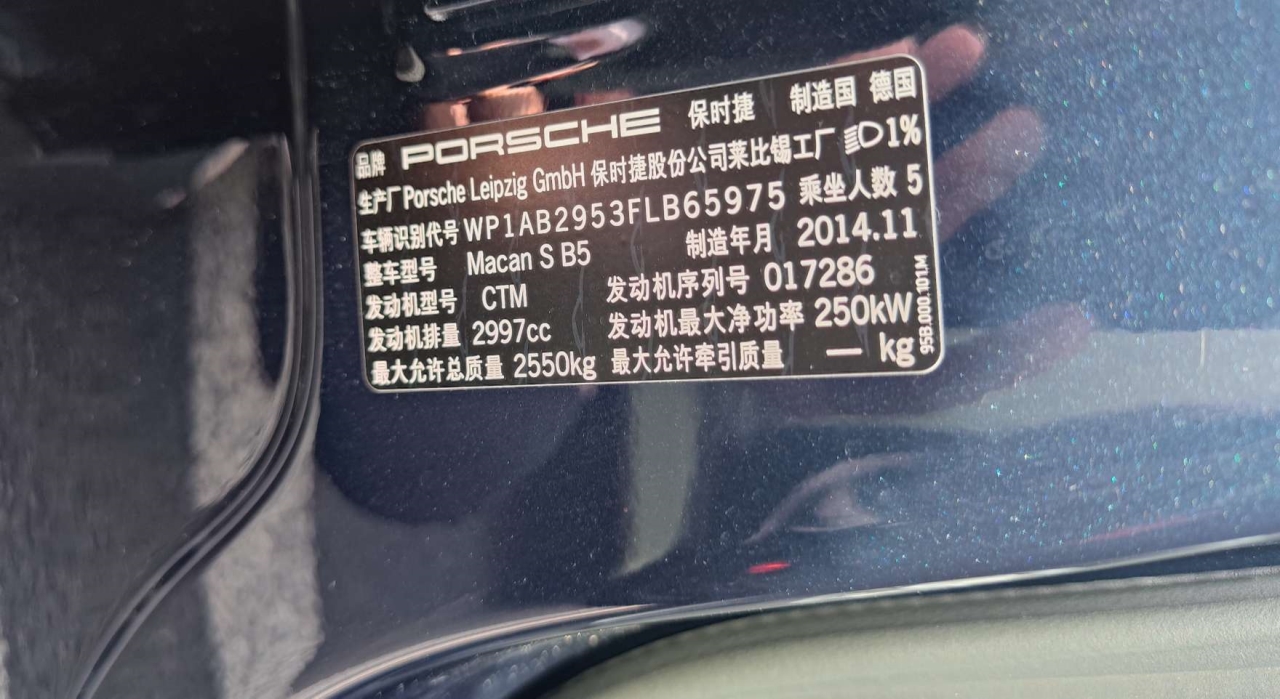 品牌 PORSCHE 保时捷 制造国 德国
生产厂 Porsche Leipzig GmbH 保时捷股份公司莱比锡工厂 1%
车辆识别代号 WP1AB2953FLB65975 乘坐人数 5
整车型号 Macan S B5 制造年月 2014.11
发动机型号 CTM 发动机序列号 017286
发动机排量 2997cc 发动机最大净功率 250kW
最大允许总质量 2550kg 最大允许牵引质量 — kg
95B.000.101.M